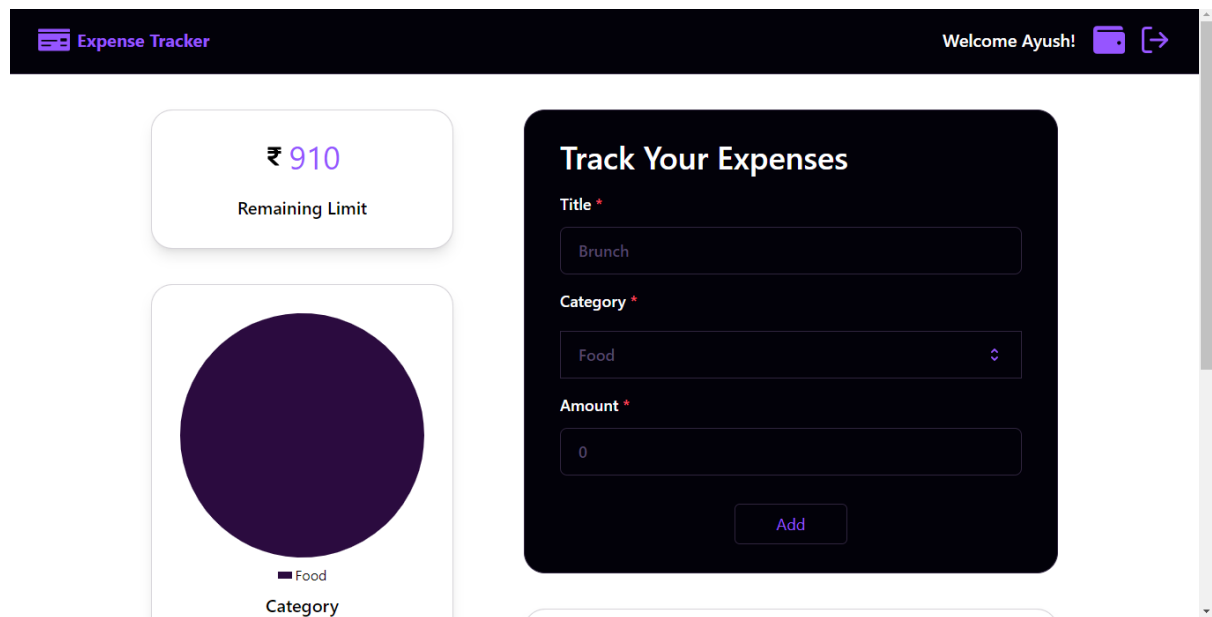 Expense Tracker
Welcome Ayush!
₹ 910
Remaining Limit
Food
Category
Track Your Expenses
Title *
Brunch
Category *
Food
Amount *
0
Add